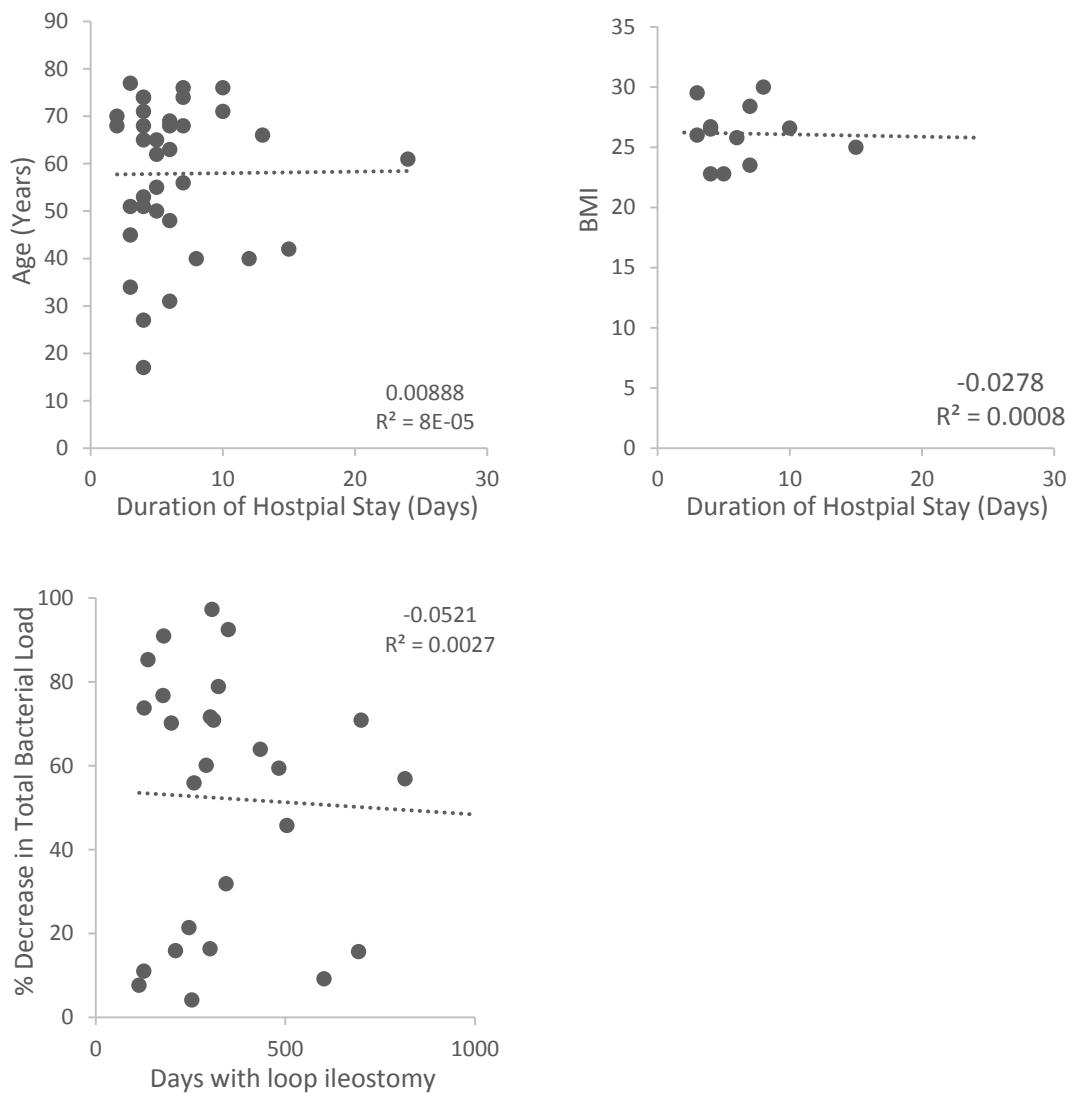 90
80
70
60
50
40
30
20
10
0
Age (Years)
0.00888
R² = 8E-05
0 10 20 30
Duration of Hostpial Stay (Days)
35
30
25
20
15
10
5
0
BMI
-0.0278
R² = 0.0008
0 10 20 30
Duration of Hostpial Stay (Days)
100
80
60
40
20
0
% Decrease in Total Bacterial Load
-0.0521
R² = 0.0027
0 500 1000
Days with loop ileostomy